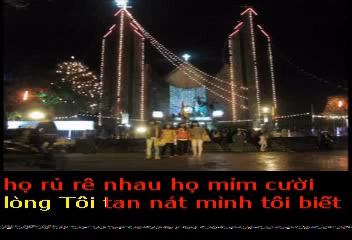 họ rủ rê nhau họ mỉm cười
lòng Tôi tan nát mình tôi biết